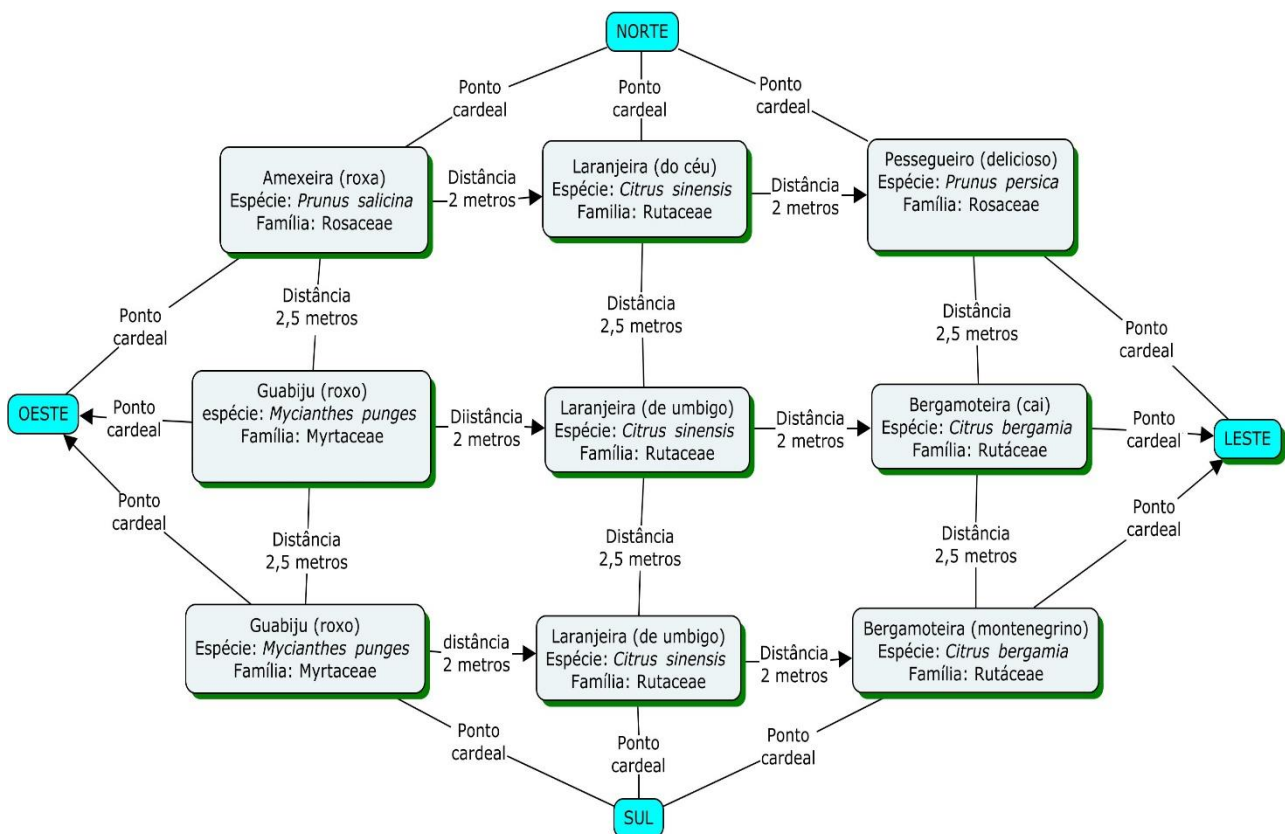 NORTE
Ponto
cardeal
Ponto
cardeal
Ponto
cardeal
Amexeira (roxa)
Espécie: Prunus salicina
Família: Rosaceae
Distância
2 metros
Laranjeira (do céu)
Espécie: Citrus sinensis
Familia: Rutaceae
Distância
2 metros
Pessegueiro (delicioso)
Espécie: Prunus persica
Família: Rosaceae
Ponto
cardeal
Distância
2,5 metros
Distância
2,5 metros
Distância
2,5 metros
Ponto
cardeal
OESTE
Ponto
cardeal
Guabiju (roxo)
espécie: Mycianthes punges
Família: Myrtaceae
Diistância
2 metros
Laranjeira (de umbigo)
Espécie: Citrus sinensis
Família: Rutaceae
Distância
2 metros
Bergamoteira (cai)
Espécie: Citrus bergamia
Família: Rutáceae
Ponto
cardeal
LESTE
Ponto
cardeal
Distância
2,5 metros
Distância
2,5 metros
Distância
2,5 metros
Ponto
cardeal
Guabiju (roxo)
Espécie: Mycianthes punges
Família: Myrtaceae
distância
2 metros
Laranjeira (de umbigo)
Espécie: Citrus sinensis
Família: Rutaceae
Distância
2 metros
Bergamoteira (montenegrino)
Espécie: Citrus bergamia
Família: Rutáceae
Ponto
cardeal
Ponto
cardeal
Ponto
cardeal
SUL